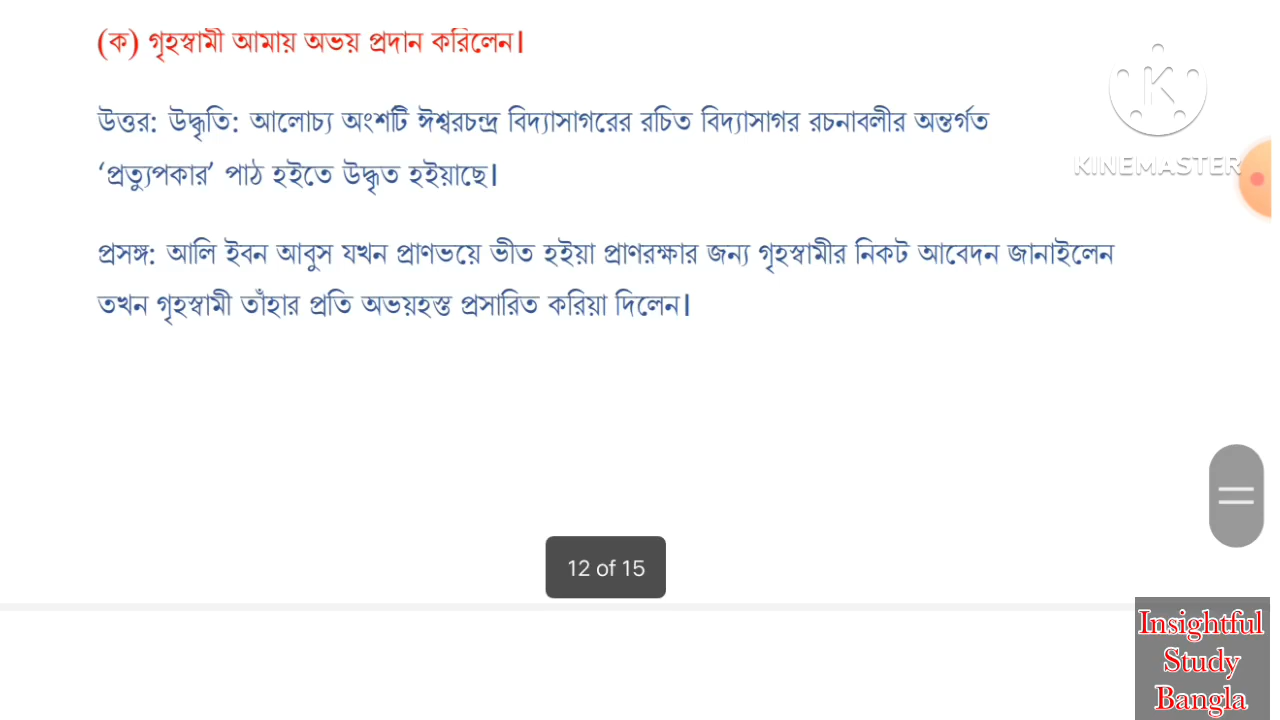 (ক) গৃহস্বামী আমায় অভয় প্রদান করিলেন।
উত্তর: উদ্ধৃতি: আলোচ্য অংশটি ঈশ্বরচন্দ্র বিদ্যাসাগরের রচিত বিদ্যাসাগর রচনাবলীর অন্তর্গত
‘প্রত্যুপকার’ পাঠ হইতে উদ্ধৃত হইয়াছে।
KINEMASTER
প্রসঙ্গ: আলি ইবন আবুস যখন প্রাণভয়ে ভীত হইয়া প্রাণরক্ষার জন্য গৃহস্বামীর নিকট আবেদন জানাইলেন
তখন গৃহস্বামী তাঁহার প্রতি অভয়হস্ত প্রসারিত করিয়া দিলেন।
12 of 15
Insightful
Study
Bangla